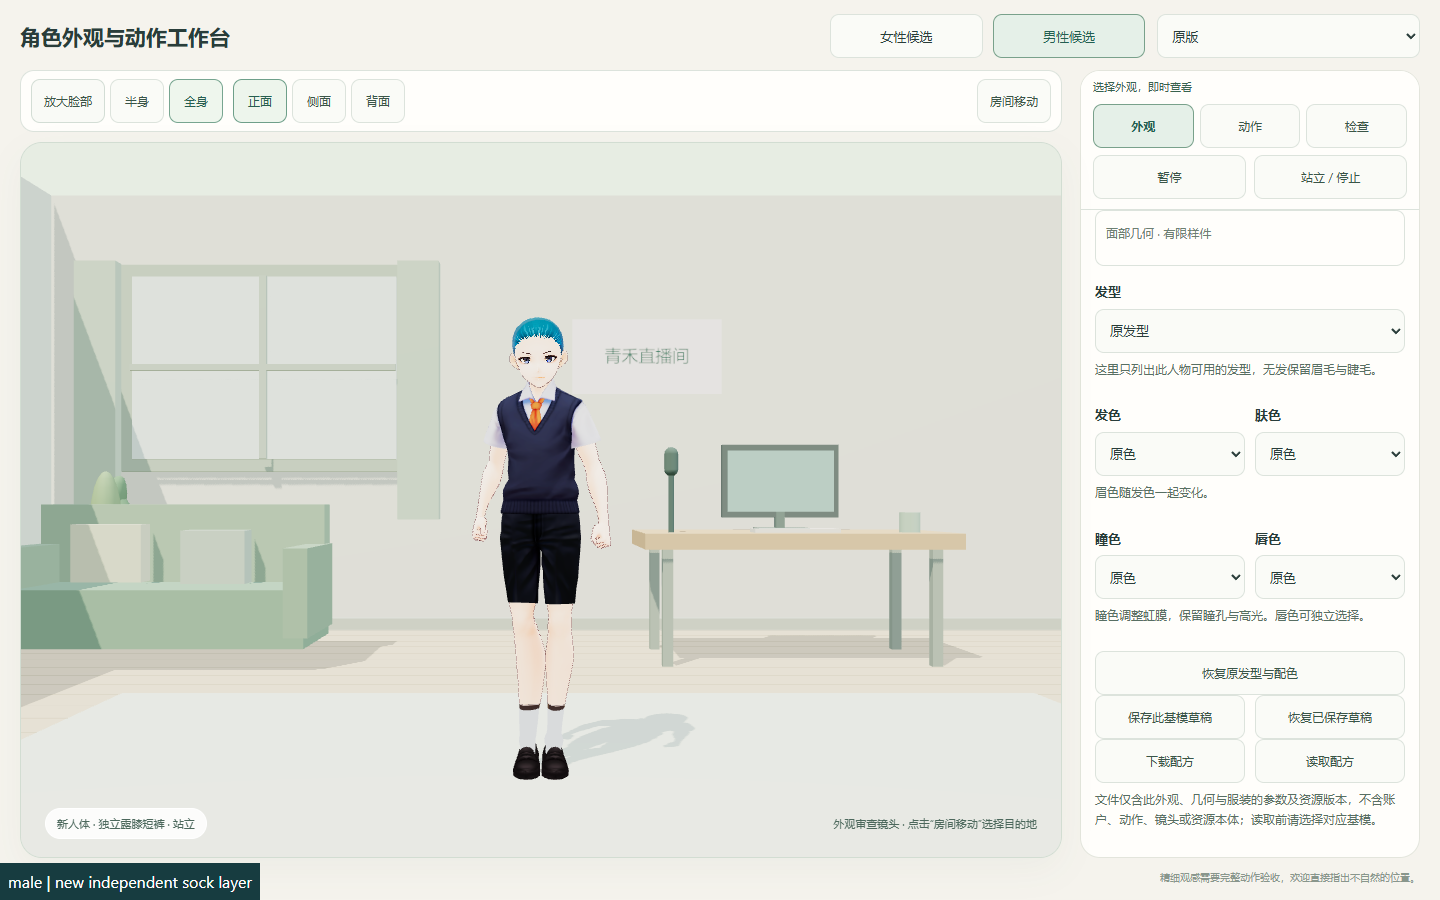 角色外观与动作工作台
女性候选
男性候选
原版
放大脸部
半身
全身
正面
侧面
背面
房间移动
青禾直播间
新人体 · 独立露膝短裤 · 站立
外观审查镜头 · 点击“房间移动”选择目的地
选择外观，即时查看
外观
动作
检查
暂停
站立 / 停止
面部几何 · 有限样件
发型
原发型
这里只列出此人物可用的发型，无发保留眉毛与睫毛。
发色
肤色
原色
原色
眉色随发色一起变化。
瞳色
唇色
原色
原色
瞳色调整虹膜，保留瞳孔与高光。唇色可独立选择。
恢复原发型与配色
保存此基模草稿
恢复已保存草稿
下载配方
读取配方
文件仅含此外观、几何与服装的参数及资源版本，不含账
户、动作、镜头或资源本体；读取前请选择对应基模。
male | new independent sock layer
精细观感需要完整动作验收，欢迎直接指出不自然的位置。